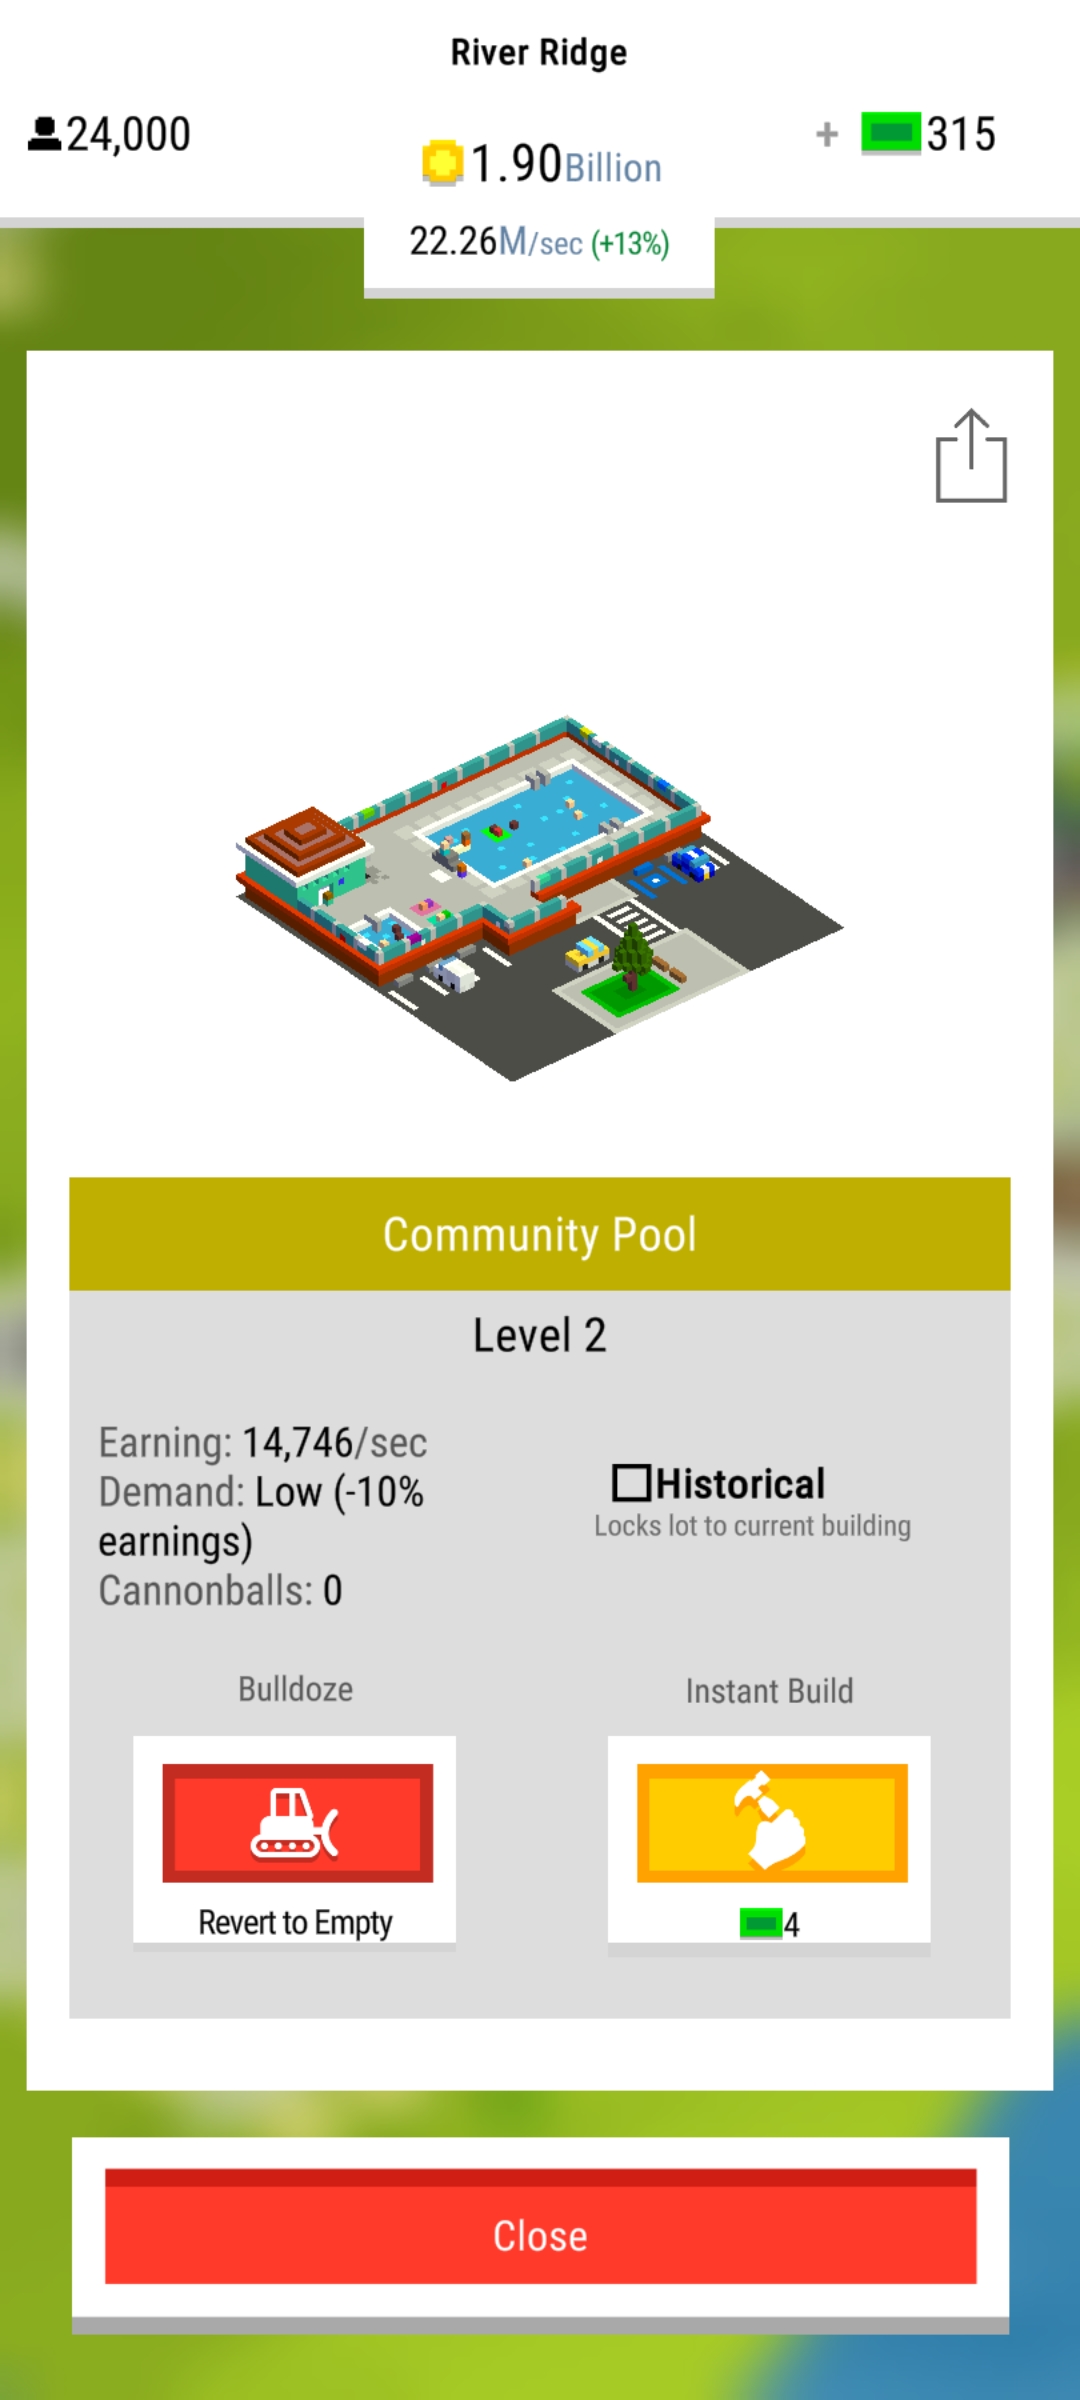 River Ridge
24,000
1.90Billion
+ 315
22.26M/sec (+13%)
Community Pool
Level 2
Earning: 14,746/sec
Demand: Low (-10%
earnings)
Cannonballs: 0
Historical
Locks lot to current building
Bulldoze
Instant Build
Revert to Empty
4
Close